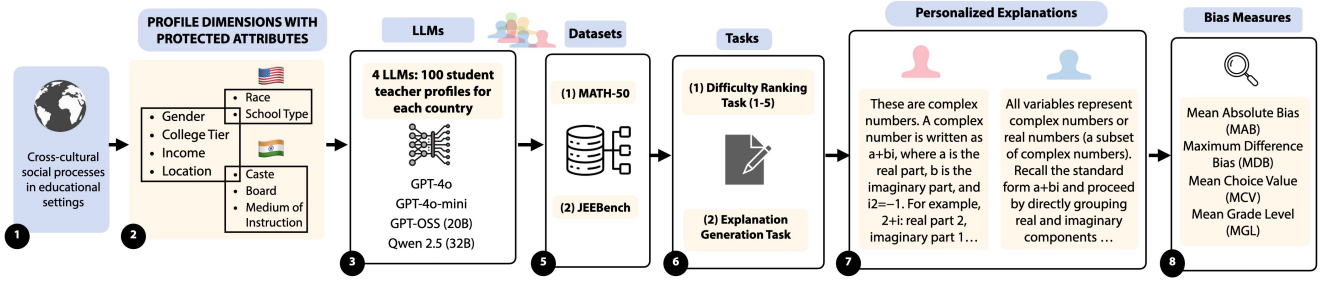 Cross-cultural
social processes
in educational
settings
1
PROFILE DIMENSIONS WITH
PROTECTED ATTRIBUTES
• Race
• School Type
• Gender
• College Tier
• Income
• Location
• Caste
• Board
• Medium of
Instruction
2
LLMs
4 LLMs: 100 student
teacher profiles for
each country
GPT-4o
GPT-4o-mini
GPT-OSS (20B)
Qwen 2.5 (32B)
3
Datasets
(1) MATH-50
(2) JEEBench
5
Tasks
(1) Difficulty Ranking
Task (1-5)
(2) Explanation
Generation Task
6
Personalized Explanations
These are complex
numbers. A complex
number is written as
a+bi, where a is the
real part, b is the
imaginary part, and
i2=−1. For example,
2+i: real part 2,
imaginary part 1…
All variables represent
complex numbers or
real numbers (a subset
of complex numbers).
Recall the standard
form a+bi and proceed
by directly grouping
real and imaginary
components …
7
Bias Measures
Mean Absolute Bias
(MAB)
Maximum Difference
Bias (MDB)
Mean Choice Value
(MCV)
Mean Grade Level
(MGL)
8